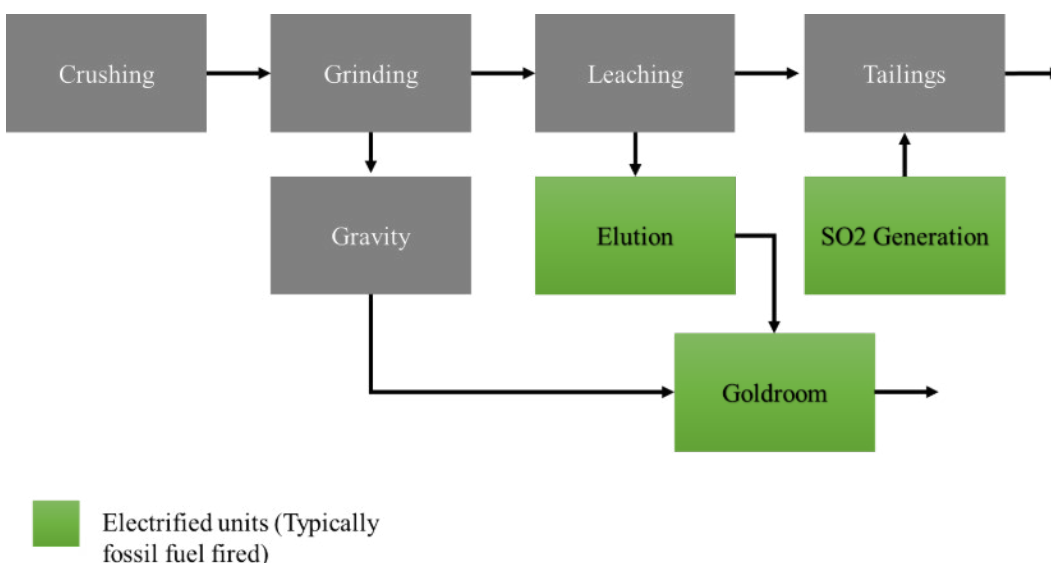 Crushing
Grinding
Leaching
Tailings
Gravity
Elution
SO2 Generation
Goldroom
Electrified units (Typically
fossil fuel fired)